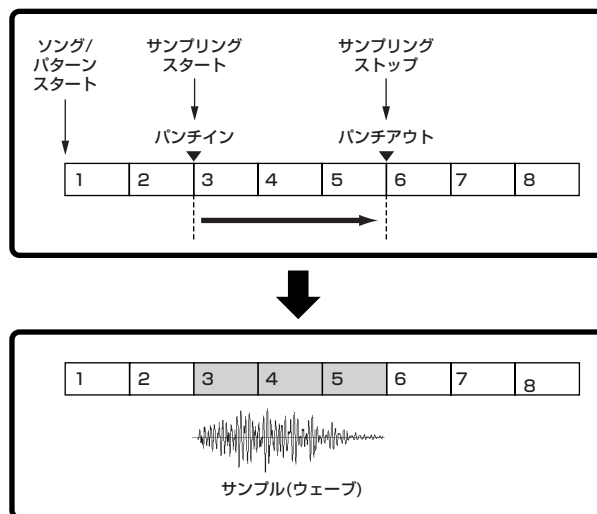 ソング/
パターン
スタート
サンプリング
スタート
サンプリング
ストップ
パンチイン
パンチアウト
1 2 3 4 5 6 7 8
1 2 3 4 5 6 7 8
サンプル(ウェーブ)